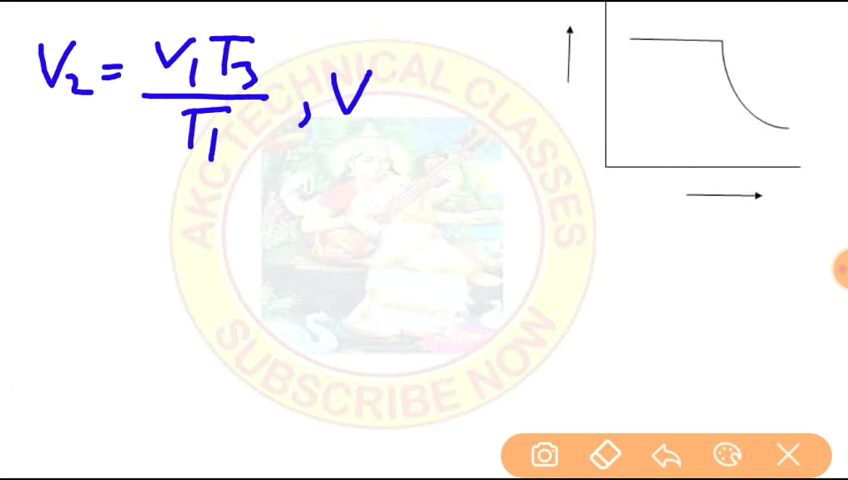 V₂ = V₁T₃ / T₁ , V
AKC TECHNICAL CLASSES
SUBSCRIBE NOW